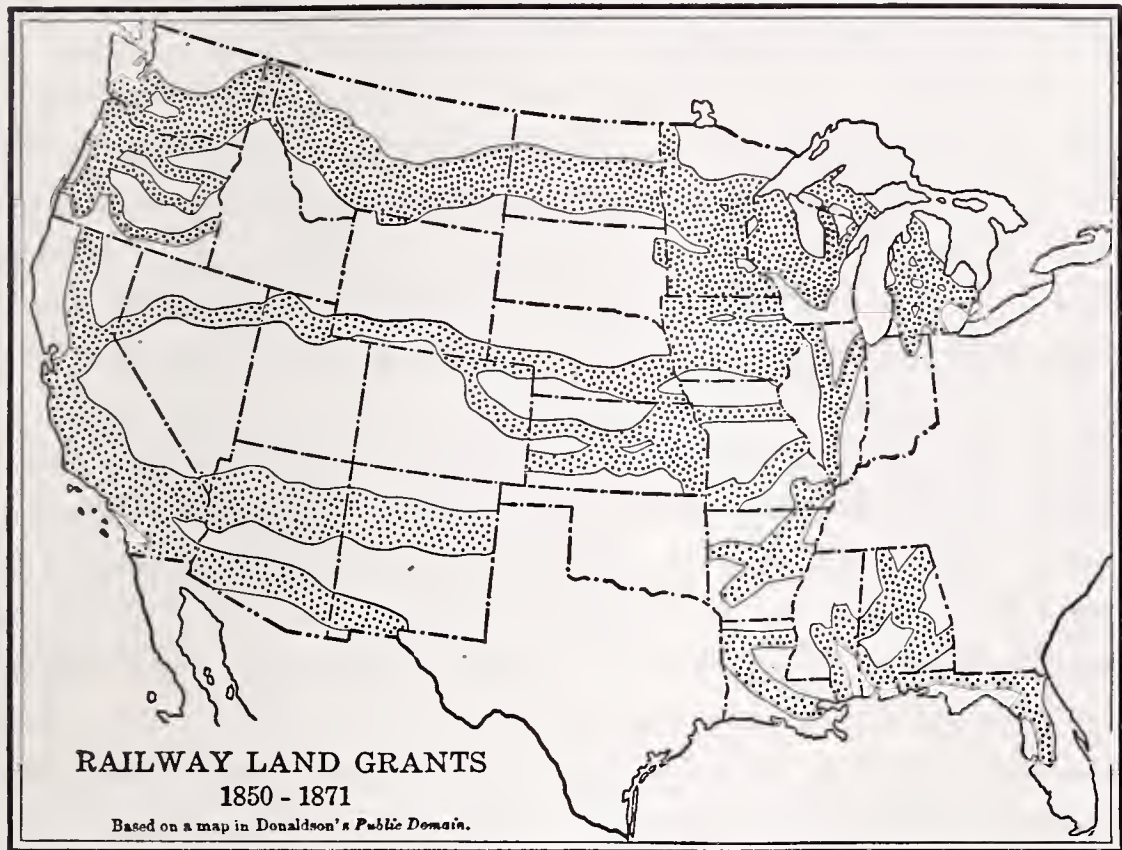 RAILWAY LAND GRANTS
1850 - 1871
Based on a map in Donaldson's Public Domain.